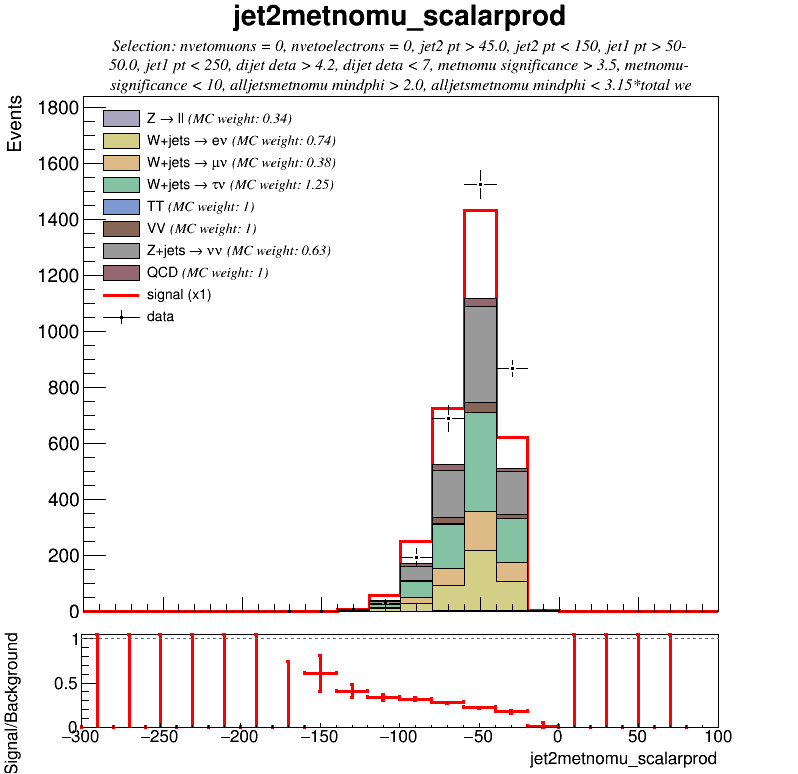 jet2metnomu_scalarprod
Selection: nvetomuons = 0, nvetoelectrons = 0, jet2 pt > 45.0, jet2 pt < 150, jet1 pt > 50-
50.0, jet1 pt < 250, dijet deta > 4.2, dijet deta < 7, metnomu significance > 3.5, metnomu-
significance < 10, alljetsmetnomu mindphi > 2.0, alljetsmetnomu mindphi < 3.15*total we
Events
1800
1600
1400
1200
1000
800
600
400
200
0
Z → ll (MC weight: 0.34)
W+jets → eν (MC weight: 0.74)
W+jets → μν (MC weight: 0.38)
W+jets → τν (MC weight: 1.25)
TT (MC weight: 1)
VV (MC weight: 1)
Z+jets → νν (MC weight: 0.63)
QCD (MC weight: 1)
signal (x1)
data
Signal/Background
1
0.5
0
−300 −250 −200 −150 −100 −50 0 50 100
jet2metnomu_scalarprod